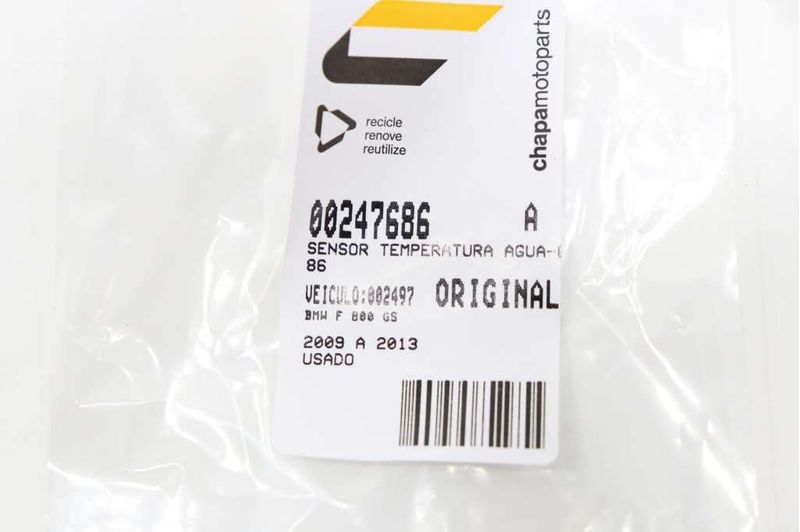 chapamotoparts
recicle
renove
reutilize
00247686 A
SENSOR TEMPERATURA AGUA-
86
VEICULO:002497 ORIGINAL
BMW F 800 GS
2009 A 2013
USADO